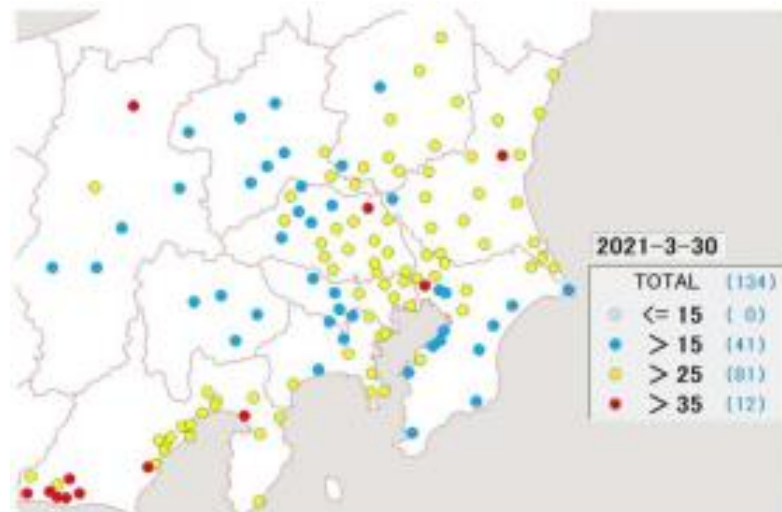 2021-3-30
TOTAL (134)
<= 15 ( 0)
> 15 (41)
> 25 (81)
> 35 (12)